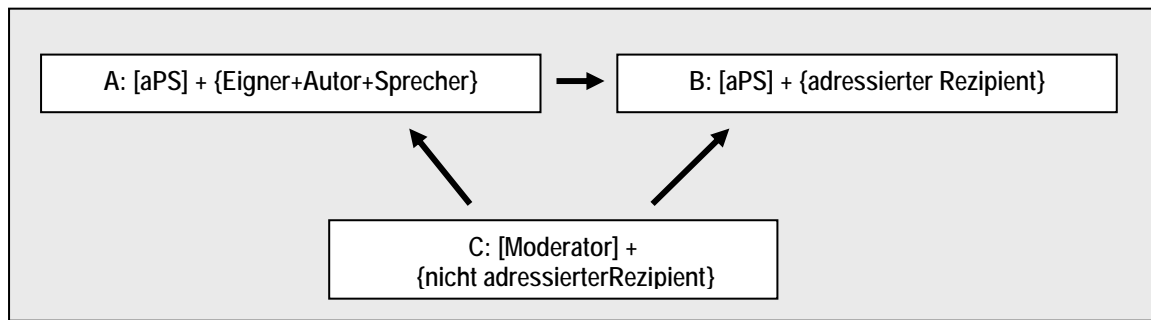 A: [aPS] + {Eigner+Autor+Sprecher}
B: [aPS] + {adressierter Rezipient}
C: [Moderator] +
{nicht adressierterRezipient}